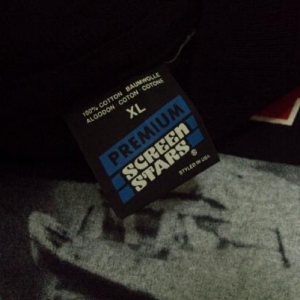 100% COTTON BAUMWOLLE
ALGODON COTON COTONE
XL
PREMIUM
SCREEN
STARS
STYLED IN USA